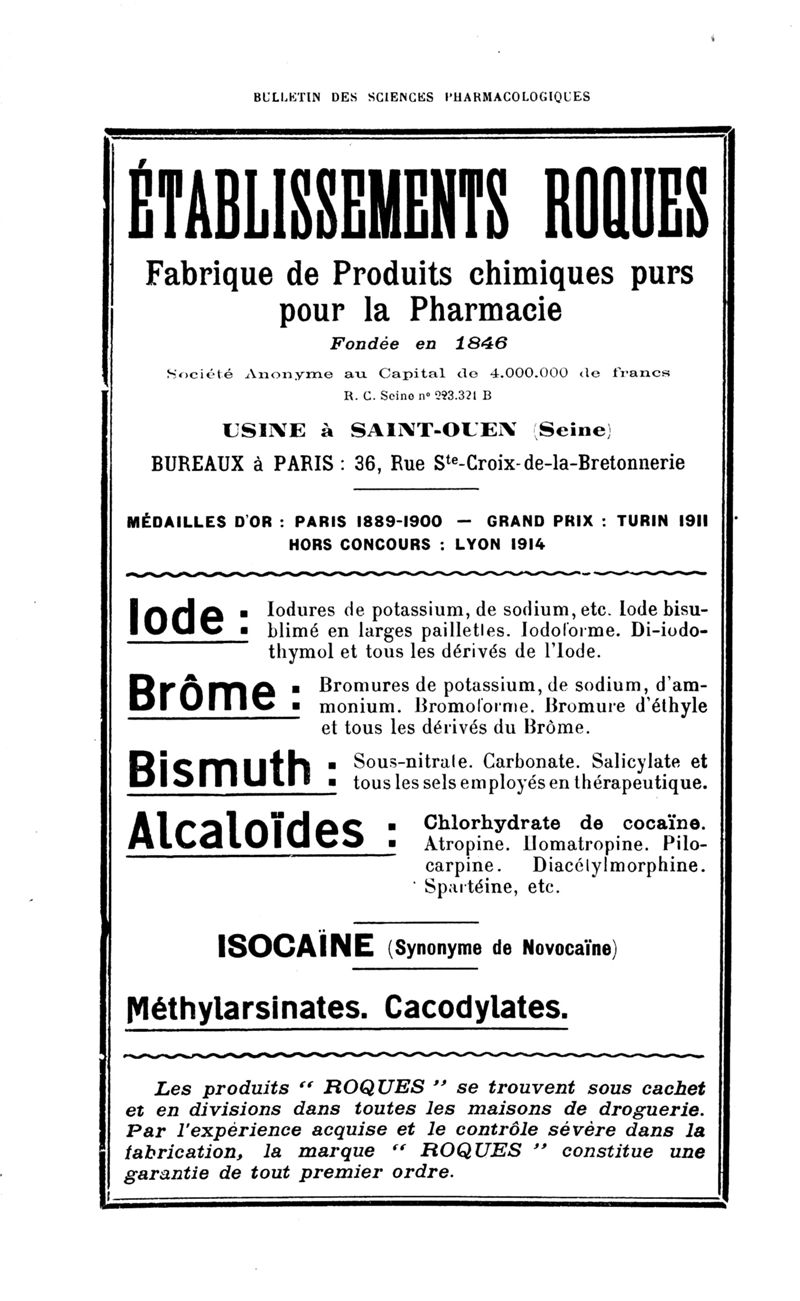 BULLETIN DES SCIENCES PHARMACOLOGIQUES
ÉTABLISSEMENTS ROQUES
Fabrique de Produits chimiques purs
pour la Pharmacie
Fondée en 1846
Société Anonyme au Capital de 4.000.000 de francs
R. C. Seine nº 223.321 B
USINE à SAINT-OUEN (Seine)
BUREAUX à PARIS : 36, Rue Ste-Croix-de-la-Bretonnerie
MÉDAILLES D'OR : PARIS 1889-1900 — GRAND PRIX : TURIN 1911
HORS CONCOURS : LYON 1914
Iode : Iodures de potassium, de sodium, etc. Iode bisu-
blimé en larges paillettes. Iodoforme. Di-iodo-
thymol et tous les dérivés de l'Iode.
Brôme : Bromures de potassium, de sodium, d'am-
monium. Bromoforme. Bromure d'éthyle
et tous les dérivés du Brôme.
Bismuth : Sous-nitrate. Carbonate. Salicylate et
tous les sels employés en thérapeutique.
Alcaloïdes : Chlorhydrate de cocaïne.
Atropine. Homatropine. Pilo-
carpine. Diacétylmorphine.
Spartéine, etc.
ISOCAÏNE (Synonyme de Novocaïne)
Méthylarsinates. Cacodylates.
Les produits “ ROQUES ” se trouvent sous cachet
et en divisions dans toutes les maisons de droguerie.
Par l'expérience acquise et le contrôle sévère dans la
fabrication, la marque “ ROQUES ” constitue une
garantie de tout premier ordre.